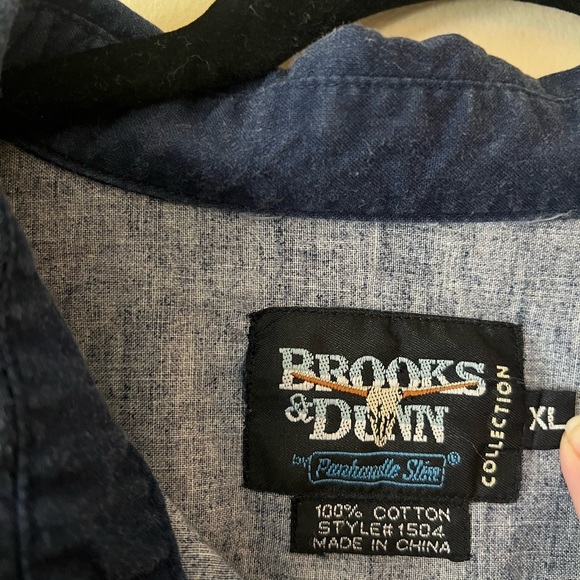 BROOKS
& DUNN
by Panhandle Slim®
COLLECTION
XL
100% COTTON
STYLE#1504
MADE IN CHINA